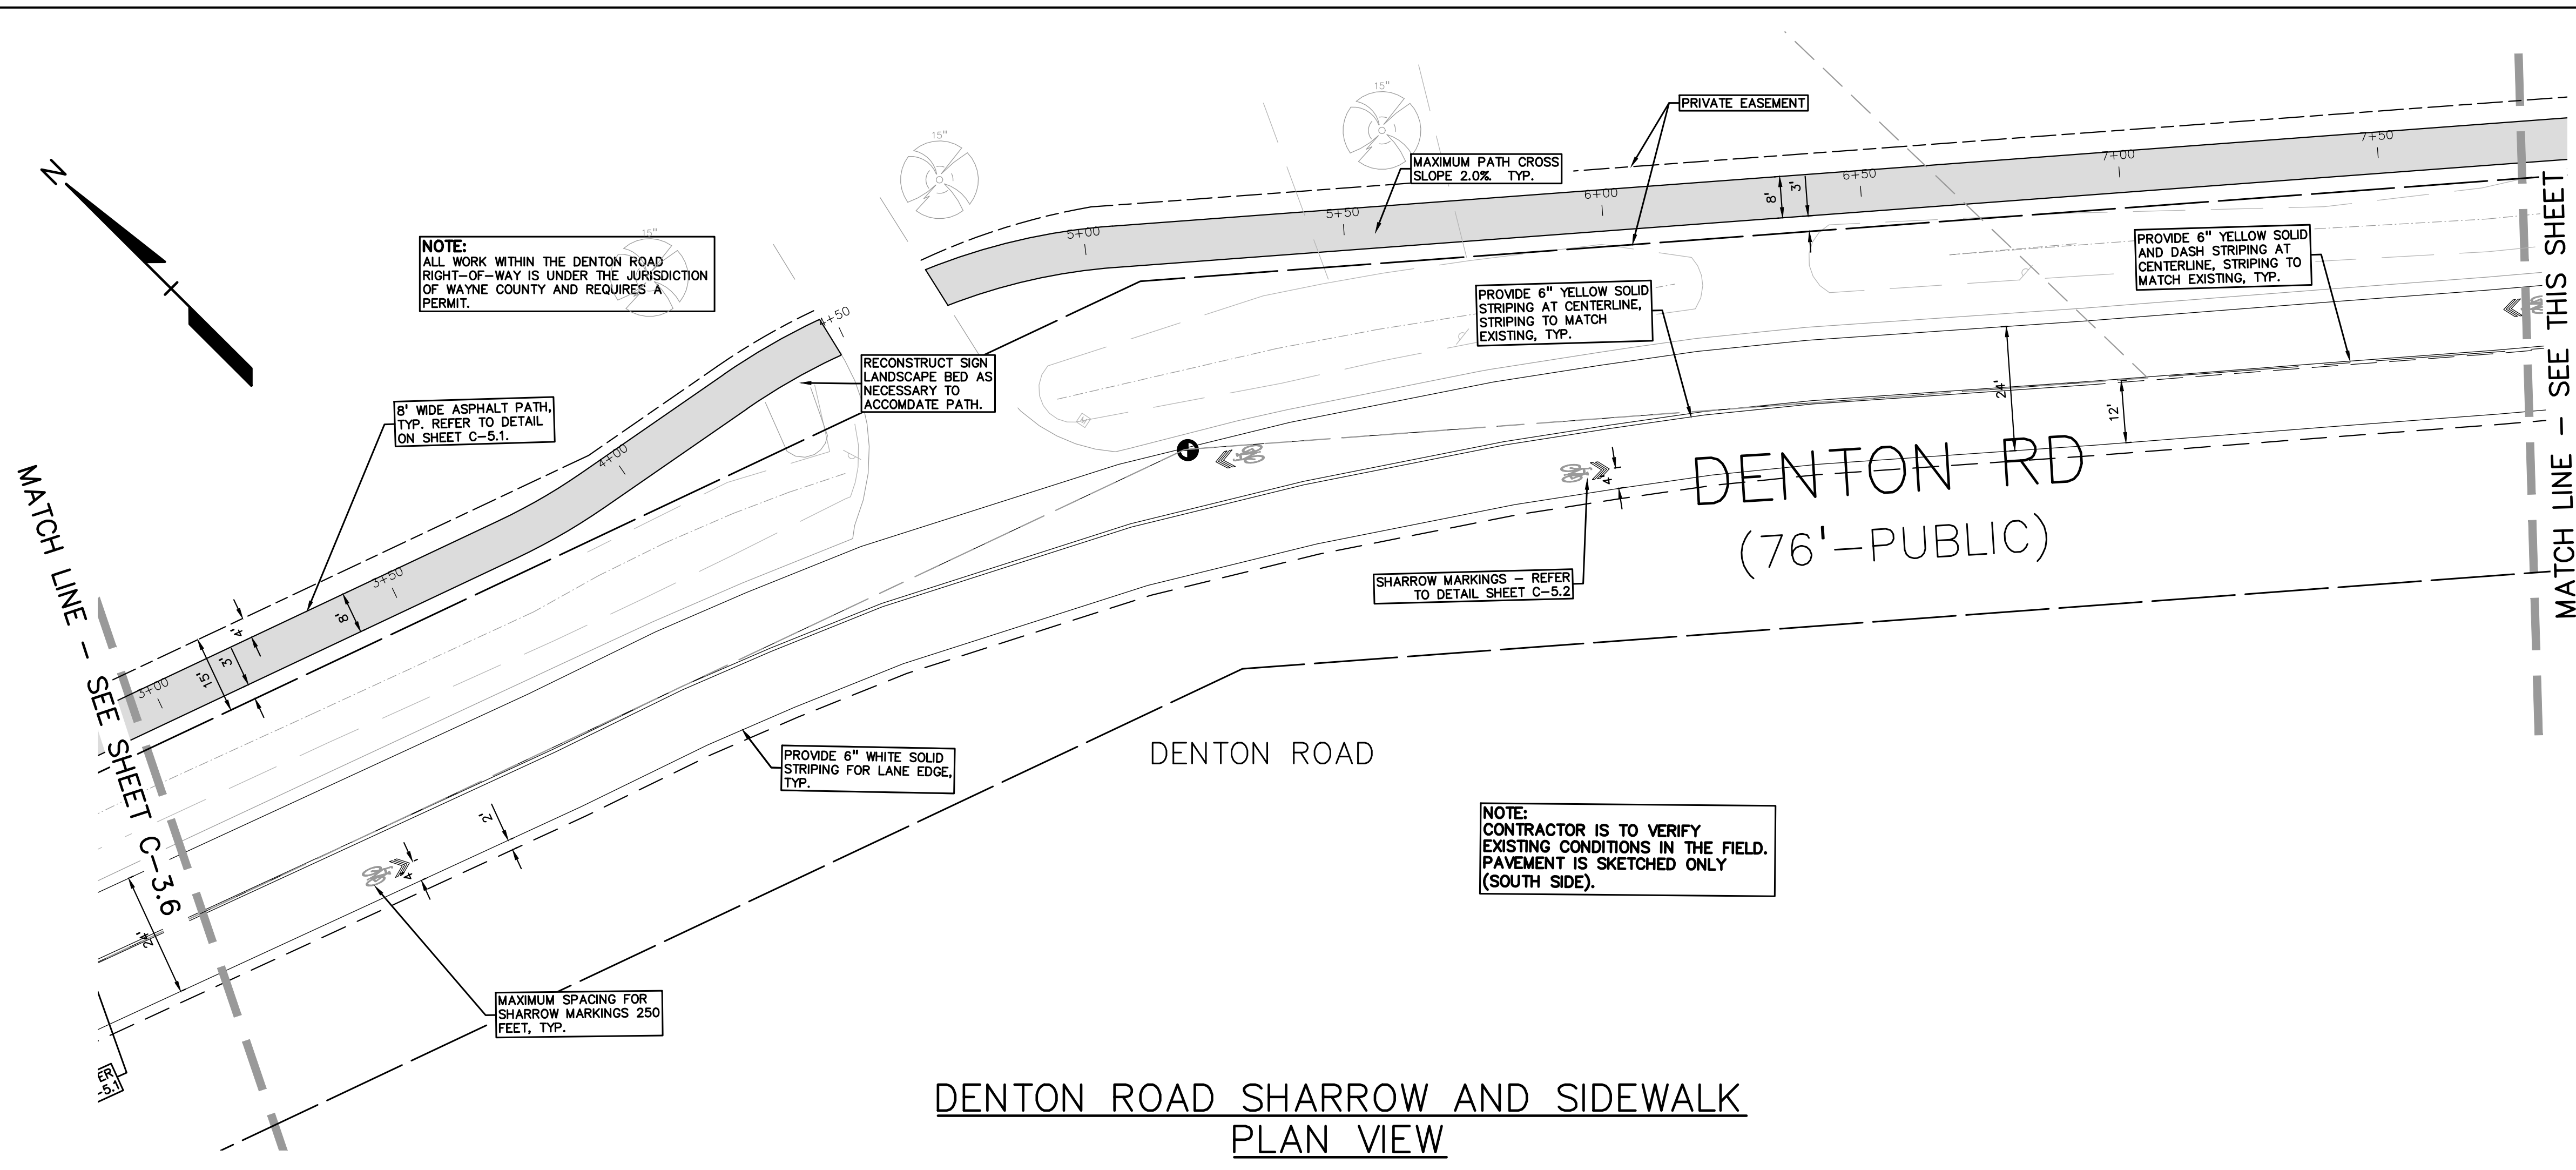 N
NOTE:
ALL WORK WITHIN THE DENTON ROAD
RIGHT-OF-WAY IS UNDER THE JURISDICTION
OF WAYNE COUNTY AND REQUIRES A
PERMIT.
15"
15"
15"
PRIVATE EASEMENT
MAXIMUM PATH CROSS
SLOPE 2.0%. TYP.
PROVIDE 6" YELLOW SOLID
STRIPING AT CENTERLINE,
STRIPING TO MATCH
EXISTING, TYP.
PROVIDE 6" YELLOW SOLID
AND DASH STRIPING AT
CENTERLINE, STRIPING TO
MATCH EXISTING, TYP.
RECONSTRUCT SIGN
LANDSCAPE BED AS
NECESSARY TO
ACCOMDATE PATH.
8' WIDE ASPHALT PATH,
TYP. REFER TO DETAIL
ON SHEET C-5.1.
3+00
3+50
4+00
4+50
5+00
5+50
6+00
6+50
7+00
7+50
8'
3'
24'
12'
4'
M
4'
8'
3'
15'
2'
4'
24'
MATCH LINE - SEE SHEET C-3.6
MATCH LINE - SEE THIS SHEET
DENTON RD
(76'-PUBLIC)
SHARROW MARKINGS - REFER
TO DETAIL SHEET C-5.2
PROVIDE 6" WHITE SOLID
STRIPING FOR LANE EDGE,
TYP.
DENTON ROAD
NOTE:
CONTRACTOR IS TO VERIFY
EXISTING CONDITIONS IN THE FIELD.
PAVEMENT IS SKETCHED ONLY
(SOUTH SIDE).
MAXIMUM SPACING FOR
SHARROW MARKINGS 250
FEET, TYP.
ER
-5.1
DENTON ROAD SHARROW AND SIDEWALK
PLAN VIEW